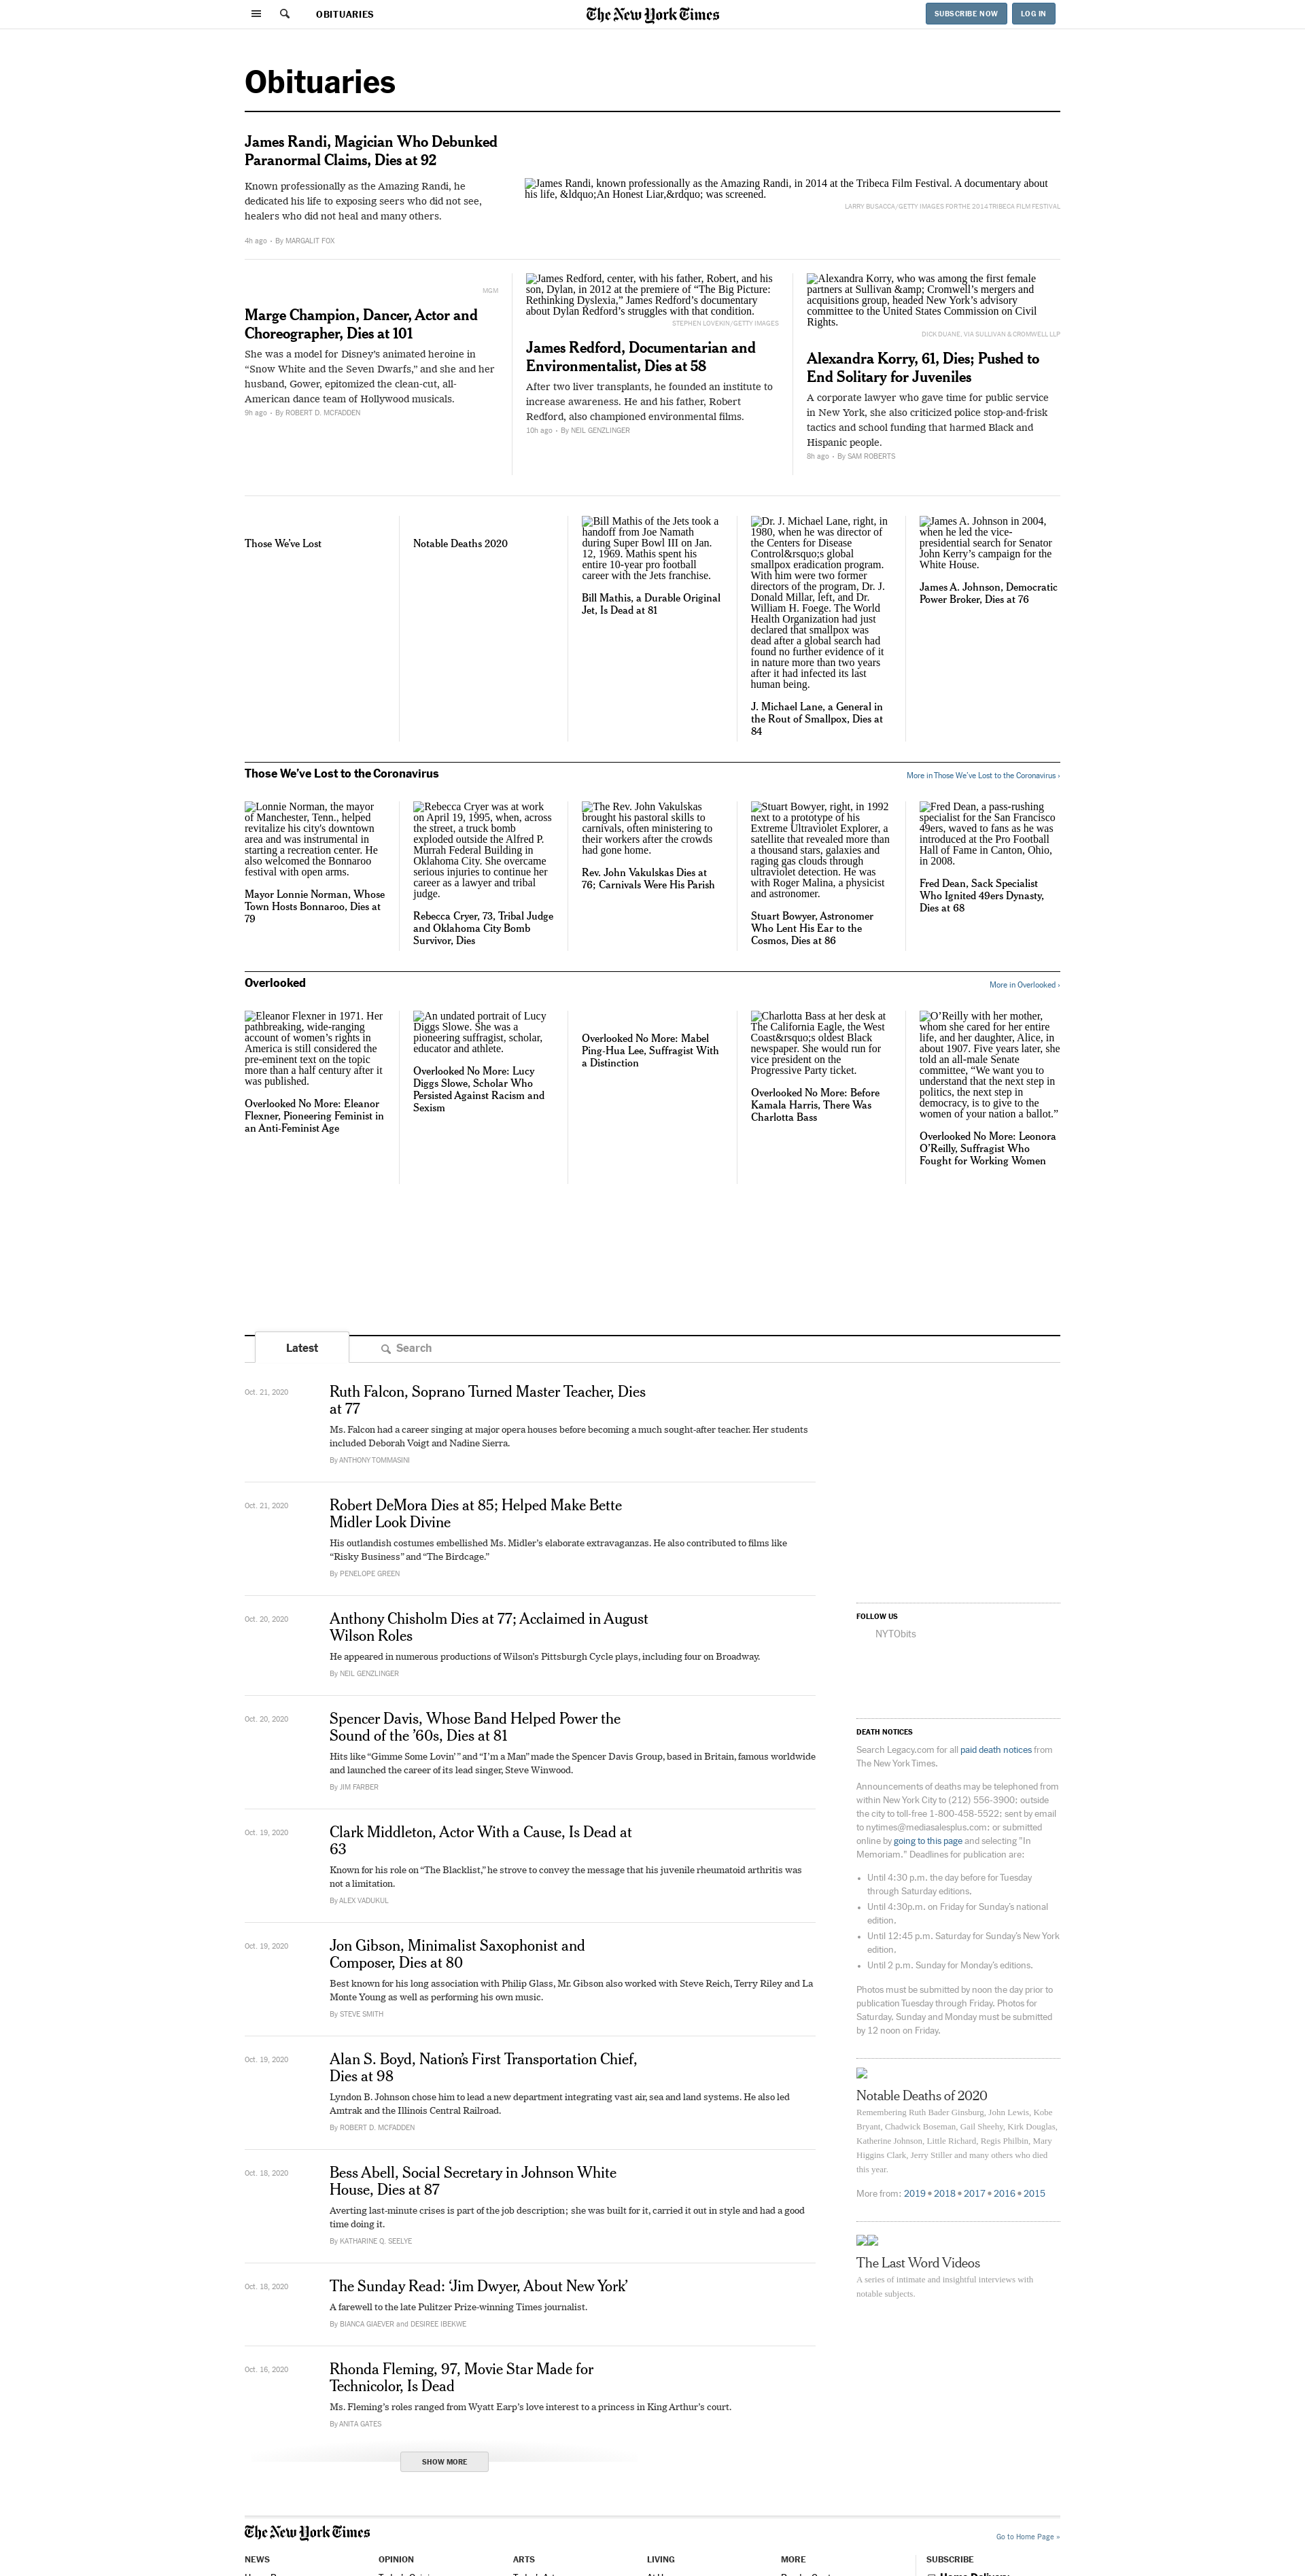 OBITUARIES
The New York Times
SUBSCRIBE NOW
LOG IN
Obituaries
James Randi, Magician Who Debunked
Paranormal Claims, Dies at 92
Known professionally as the Amazing Randi, he
dedicated his life to exposing seers who did not see,
healers who did not heal and many others.
4h ago • By MARGALIT FOX
James Randi, known professionally as the Amazing Randi, in 2014 at the Tribeca Film Festival. A documentary about
his life, &ldquo;An Honest Liar,&rdquo; was screened.
LARRY BUSACCA/GETTY IMAGES FOR THE 2014 TRIBECA FILM FESTIVAL
MGM
Marge Champion, Dancer, Actor and
Choreographer, Dies at 101
She was a model for Disney's animated heroine in
“Snow White and the Seven Dwarfs,” and she and her
husband, Gower, epitomized the clean-cut, all-
American dance team of Hollywood musicals.
9h ago • By ROBERT D. MCFADDEN
James Redford, center, with his father, Robert, and his
son, Dylan, in 2012 at the premiere of “The Big Picture:
Rethinking Dyslexia,” James Redford’s documentary
about Dylan Redford’s struggles with that condition.
STEPHEN LOVEKIN/GETTY IMAGES
James Redford, Documentarian and
Environmentalist, Dies at 58
After two liver transplants, he founded an institute to
increase awareness. He and his father, Robert
Redford, also championed environmental films.
10h ago • By NEIL GENZLINGER
Alexandra Korry, who was among the first female
partners at Sullivan &amp; Cromwell’s mergers and
acquisitions group, headed New York’s advisory
committee to the United States Commission on Civil
Rights.
DICK DUANE, VIA SULLIVAN & CROMWELL LLP
Alexandra Korry, 61, Dies; Pushed to
End Solitary for Juveniles
A corporate lawyer who gave time for public service
in New York, she also criticized police stop-and-frisk
tactics and school funding that harmed Black and
Hispanic people.
8h ago • By SAM ROBERTS
Those We’ve Lost
Notable Deaths 2020
Bill Mathis of the Jets took a
handoff from Joe Namath
during Super Bowl III on Jan.
12, 1969. Mathis spent his
entire 10-year pro football
career with the Jets franchise.
Bill Mathis, a Durable Original
Jet, Is Dead at 81
Dr. J. Michael Lane, right, in
1980, when he was director of
the Centers for Disease
Control&rsquo;s global
smallpox eradication program.
With him were two former
directors of the program, Dr. J.
Donald Millar, left, and Dr.
William H. Foege. The World
Health Organization had just
declared that smallpox was
dead after a global search had
found no further evidence of it
in nature more than two years
after it had infected its last
human being.
J. Michael Lane, a General in
the Rout of Smallpox, Dies at
84
James A. Johnson in 2004,
when he led the vice-
presidential search for Senator
John Kerry’s campaign for the
White House.
James A. Johnson, Democratic
Power Broker, Dies at 76
Those We’ve Lost to the Coronavirus
More in Those We’ve Lost to the Coronavirus ›
Lonnie Norman, the mayor
of Manchester, Tenn., helped
revitalize his city's downtown
area and was instrumental in
starting a recreation center. He
also welcomed the Bonnaroo
festival with open arms.
Mayor Lonnie Norman, Whose
Town Hosts Bonnaroo, Dies at
79
Rebecca Cryer was at work
on April 19, 1995, when, across
the street, a truck bomb
exploded outside the Alfred P.
Murrah Federal Building in
Oklahoma City. She overcame
serious injuries to continue her
career as a lawyer and tribal
judge.
Rebecca Cryer, 73, Tribal Judge
and Oklahoma City Bomb
Survivor, Dies
The Rev. John Vakulskas
brought his pastoral skills to
carnivals, often ministering to
their workers after the crowds
had gone home.
Rev. John Vakulskas Dies at
76; Carnivals Were His Parish
Stuart Bowyer, right, in 1992
next to a prototype of his
Extreme Ultraviolet Explorer, a
satellite that revealed more than
a thousand stars, galaxies and
raging gas clouds through
ultraviolet detection. He was
with Roger Malina, a physicist
and astronomer.
Stuart Bowyer, Astronomer
Who Lent His Ear to the
Cosmos, Dies at 86
Fred Dean, a pass-rushing
specialist for the San Francisco
49ers, waved to fans as he was
introduced at the Pro Football
Hall of Fame in Canton, Ohio,
in 2008.
Fred Dean, Sack Specialist
Who Ignited 49ers Dynasty,
Dies at 68
Overlooked
More in Overlooked ›
Eleanor Flexner in 1971. Her
pathbreaking, wide-ranging
account of women’s rights in
America is still considered the
pre-eminent text on the topic
more than a half century after it
was published.
Overlooked No More: Eleanor
Flexner, Pioneering Feminist in
an Anti-Feminist Age
An undated portrait of Lucy
Diggs Slowe. She was a
pioneering suffragist, scholar,
educator and athlete.
Overlooked No More: Lucy
Diggs Slowe, Scholar Who
Persisted Against Racism and
Sexism
Overlooked No More: Mabel
Ping-Hua Lee, Suffragist With
a Distinction
Charlotta Bass at her desk at
The California Eagle, the West
Coast&rsquo;s oldest Black
newspaper. She would run for
vice president on the
Progressive Party ticket.
Overlooked No More: Before
Kamala Harris, There Was
Charlotta Bass
O’Reilly with her mother,
whom she cared for her entire
life, and her daughter, Alice, in
about 1907. Five years later, she
told an all-male Senate
committee, “We want you to
understand that the next step in
politics, the next step in
democracy, is to give to the
women of your nation a ballot.”
Overlooked No More: Leonora
O’Reilly, Suffragist Who
Fought for Working Women
Latest
Search
Oct. 21, 2020
Ruth Falcon, Soprano Turned Master Teacher, Dies
at 77
Ms. Falcon had a career singing at major opera houses before becoming a much sought-after teacher. Her students
included Deborah Voigt and Nadine Sierra.
By ANTHONY TOMMASINI
Oct. 21, 2020
Robert DeMora Dies at 85; Helped Make Bette
Midler Look Divine
His outlandish costumes embellished Ms. Midler’s elaborate extravaganzas. He also contributed to films like
“Risky Business” and “The Birdcage.”
By PENELOPE GREEN
Oct. 20, 2020
Anthony Chisholm Dies at 77; Acclaimed in August
Wilson Roles
He appeared in numerous productions of Wilson’s Pittsburgh Cycle plays, including four on Broadway.
By NEIL GENZLINGER
Oct. 20, 2020
Spencer Davis, Whose Band Helped Power the
Sound of the ’60s, Dies at 81
Hits like “Gimme Some Lovin’ ” and “I’m a Man” made the Spencer Davis Group, based in Britain, famous worldwide
and launched the career of its lead singer, Steve Winwood.
By JIM FARBER
Oct. 19, 2020
Clark Middleton, Actor With a Cause, Is Dead at
63
Known for his role on “The Blacklist,” he strove to convey the message that his juvenile rheumatoid arthritis was
not a limitation.
By ALEX VADUKUL
Oct. 19, 2020
Jon Gibson, Minimalist Saxophonist and
Composer, Dies at 80
Best known for his long association with Philip Glass, Mr. Gibson also worked with Steve Reich, Terry Riley and La
Monte Young as well as performing his own music.
By STEVE SMITH
Oct. 19, 2020
Alan S. Boyd, Nation’s First Transportation Chief,
Dies at 98
Lyndon B. Johnson chose him to lead a new department integrating vast air, sea and land systems. He also led
Amtrak and the Illinois Central Railroad.
By ROBERT D. MCFADDEN
Oct. 18, 2020
Bess Abell, Social Secretary in Johnson White
House, Dies at 87
Averting last-minute crises is part of the job description; she was built for it, carried it out in style and had a good
time doing it.
By KATHARINE Q. SEELYE
Oct. 18, 2020
The Sunday Read: ‘Jim Dwyer, About New York’
A farewell to the late Pulitzer Prize-winning Times journalist.
By BIANCA GIAEVER and DESIREE IBEKWE
Oct. 16, 2020
Rhonda Fleming, 97, Movie Star Made for
Technicolor, Is Dead
Ms. Fleming’s roles ranged from Wyatt Earp’s love interest to a princess in King Arthur’s court.
By ANITA GATES
SHOW MORE
FOLLOW US
NYTObits
DEATH NOTICES
Search Legacy.com for all paid death notices from
The New York Times.
Announcements of deaths may be telephoned from
within New York City to (212) 556-3900; outside
the city to toll-free 1-800-458-5522; sent by email
to nytimes@mediasalesplus.com; or submitted
online by going to this page and selecting "In
Memoriam." Deadlines for publication are:
• Until 4:30 p.m. the day before for Tuesday
through Saturday editions.
• Until 4:30p.m. on Friday for Sunday’s national
edition.
• Until 12:45 p.m. Saturday for Sunday’s New York
edition.
• Until 2 p.m. Sunday for Monday’s editions.
Photos must be submitted by noon the day prior to
publication Tuesday through Friday. Photos for
Saturday, Sunday and Monday must be submitted
by 12 noon on Friday.
Notable Deaths of 2020
Remembering Ruth Bader Ginsburg, John Lewis, Kobe
Bryant, Chadwick Boseman, Gail Sheehy, Kirk Douglas,
Katherine Johnson, Little Richard, Regis Philbin, Mary
Higgins Clark, Jerry Stiller and many others who died
this year.
More from: 2019 • 2018 • 2017 • 2016 • 2015
The Last Word Videos
A series of intimate and insightful interviews with
notable subjects.
The New York Times
Go to Home Page »
NEWS
OPINION
ARTS
LIVING
MORE
SUBSCRIBE